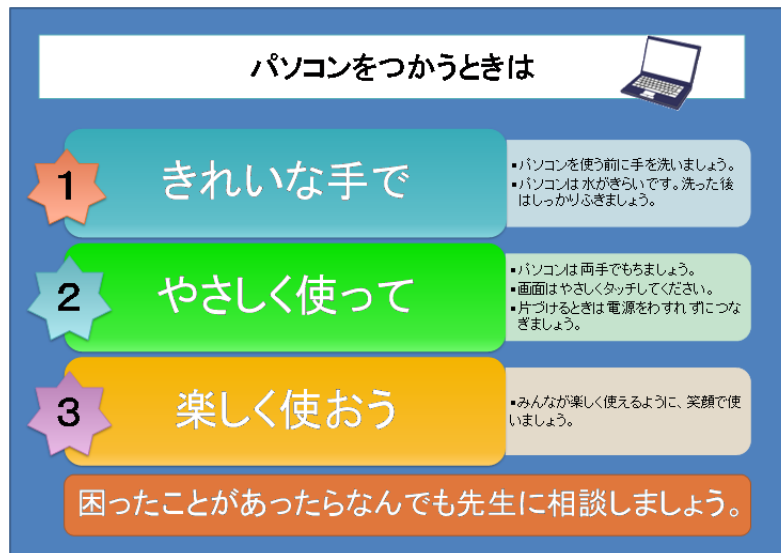 パソコンをつかうときは
1
きれいな手で
▪パソコンを使う前に手を洗いましょう。
▪パソコンは水がきらいです。洗った後
はしっかりふきましょう。
2
やさしく使って
▪パソコンは両手でもちましょう。
▪画面はやさしくタッチしてください。
▪片づけるときは電源をわすれずにつな
ぎましょう。
3
楽しく使おう
▪みんなが楽しく使えるように、笑顔で使
いましょう。
困ったことがあったらなんでも先生に相談しましょう。